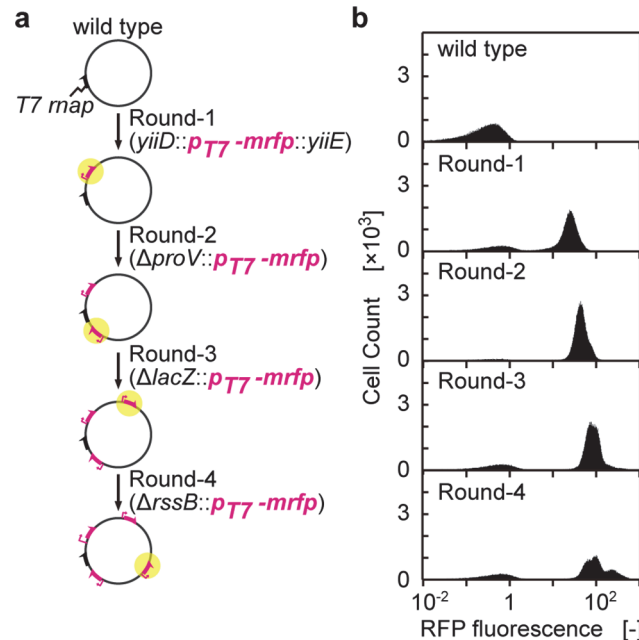 a
wild type
T7 rnap
Round-1
(yiiD::pT7-mrfp::yiiE)
Round-2
(ΔproV::pT7-mrfp)
Round-3
(ΔlacZ::pT7-mrfp)
Round-4
(ΔrssB::pT7-mrfp)
b
wild type
3
0
Round-1
3
0
Round-2
3
0
Round-3
3
0
Round-4
3
0
Cell Count [×10³]
10⁻² 1 10²
RFP fluorescence [-